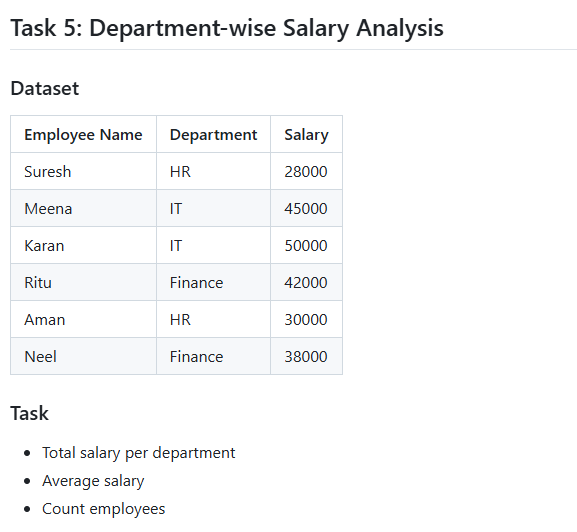 Task 5: Department-wise Salary Analysis
Dataset
Employee Name Department Salary
Suresh HR 28000
Meena IT 45000
Karan IT 50000
Ritu Finance 42000
Aman HR 30000
Neel Finance 38000
Task
Total salary per department
Average salary
Count employees